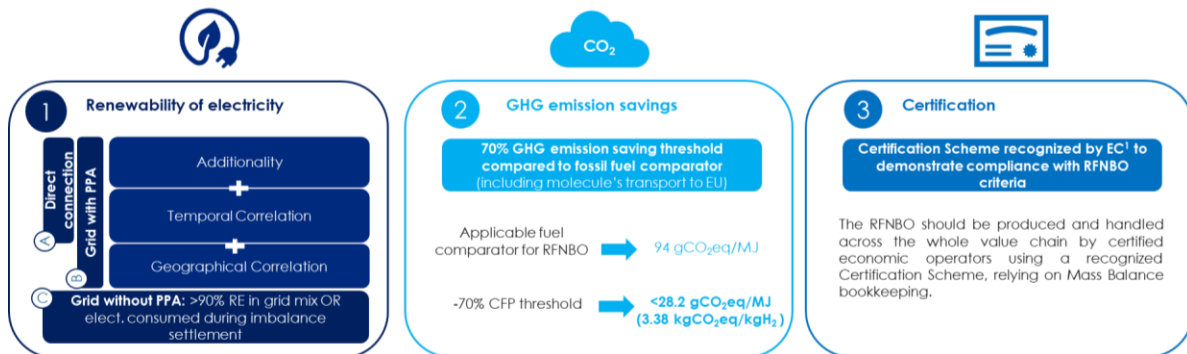 CO₂
1
Renewability of electricity
Direct
connection
A
Grid with PPA
B
Additionality
+
Temporal Correlation
+
Geographical Correlation
C
Grid without PPA: >90% RE in grid mix OR
elect. consumed during imbalance
settlement
2
GHG emission savings
70% GHG emission saving threshold
compared to fossil fuel comparator
(including molecule's transport to EU)
Applicable fuel
comparator for RFNBO
94 gCO₂eq/MJ
-70% CFP threshold
<28.2 gCO₂eq/MJ
(3.38 kgCO₂eq/kgH₂)
3
Certification
Certification Scheme recognized by EC¹ to
demonstrate compliance with RFNBO
criteria
The RFNBO should be produced and handled
across the whole value chain by certified
economic operators using a recognized
Certification Scheme, relying on Mass Balance
bookkeeping.